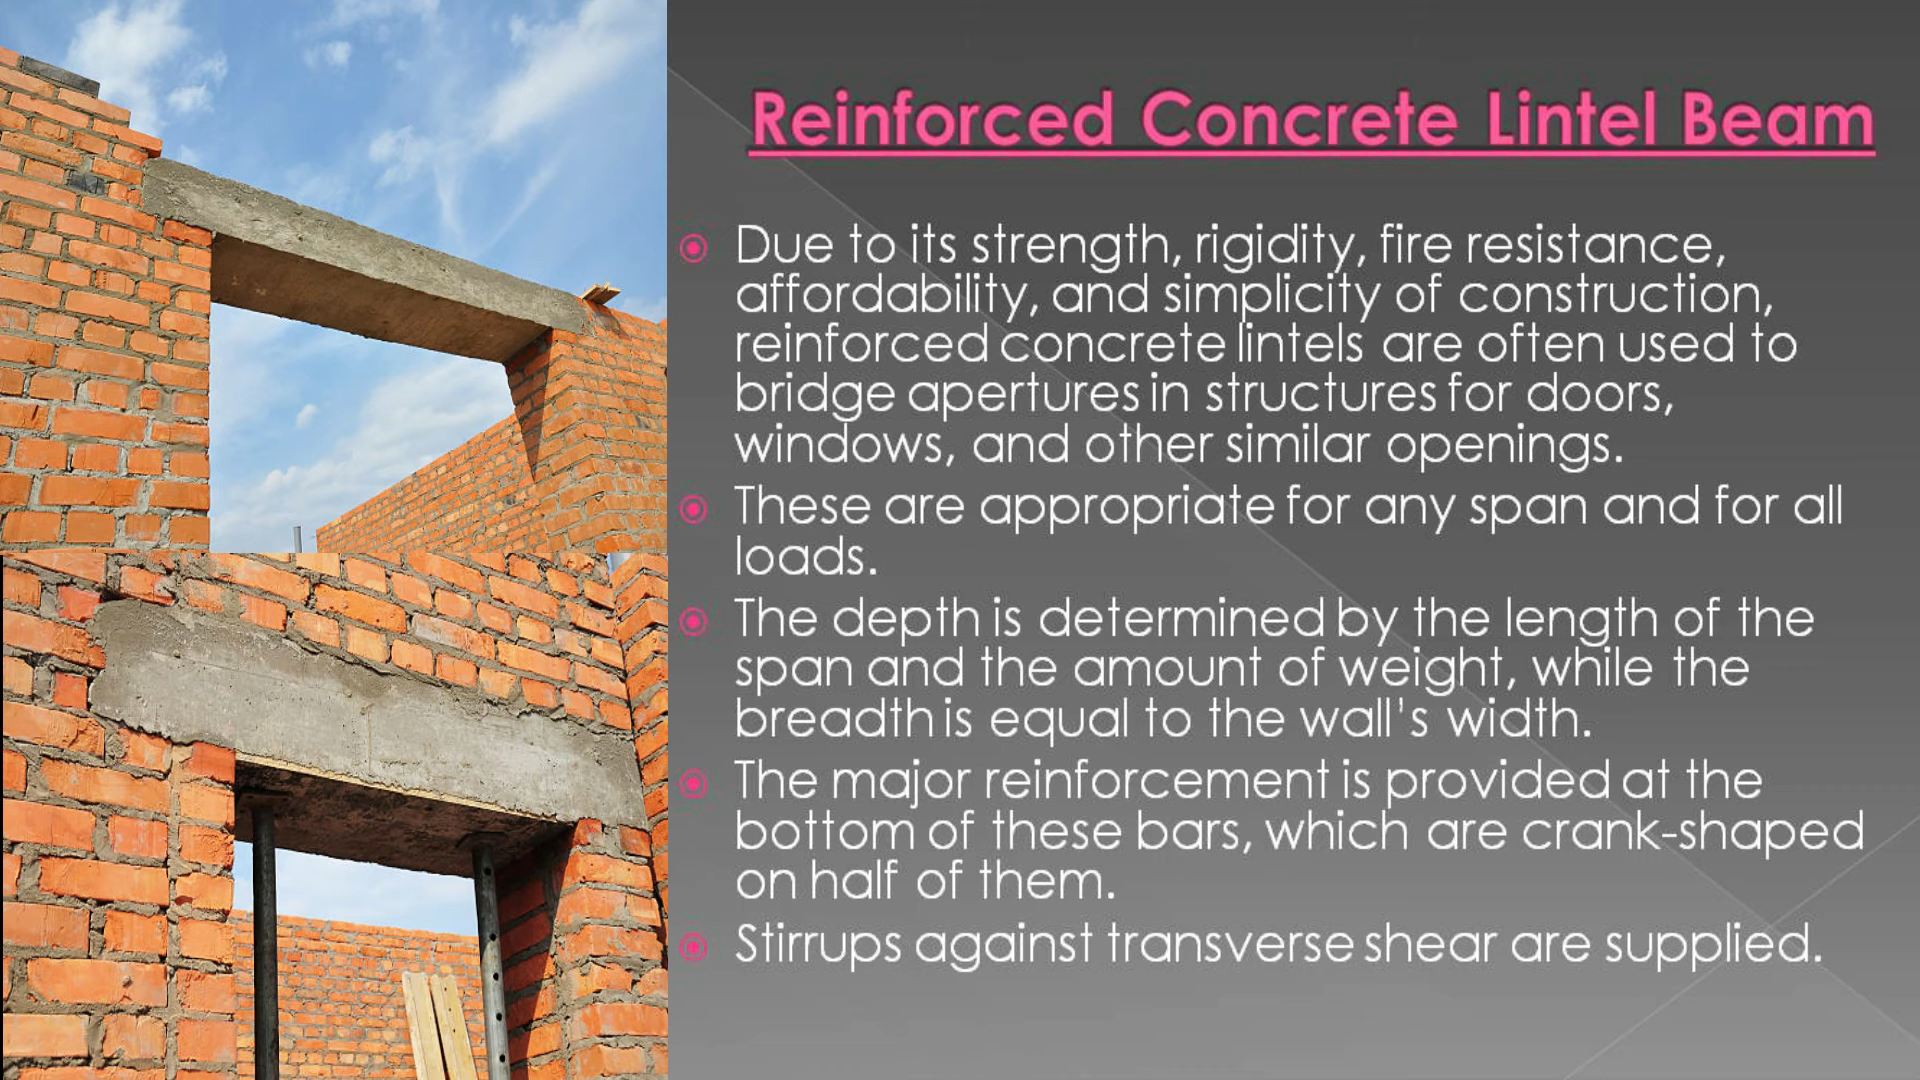 Reinforced Concrete Lintel Beam
Due to its strength, rigidity, fire resistance,
affordability, and simplicity of construction,
reinforced concrete lintels are often used to
bridge apertures in structures for doors,
windows, and other similar openings.
These are appropriate for any span and for all
loads.
The depth is determined by the length of the
span and the amount of weight, while the
breadth is equal to the wall's width.
The major reinforcement is provided at the
bottom of these bars, which are crank-shaped
on half of them.
Stirrups against transverse shear are supplied.